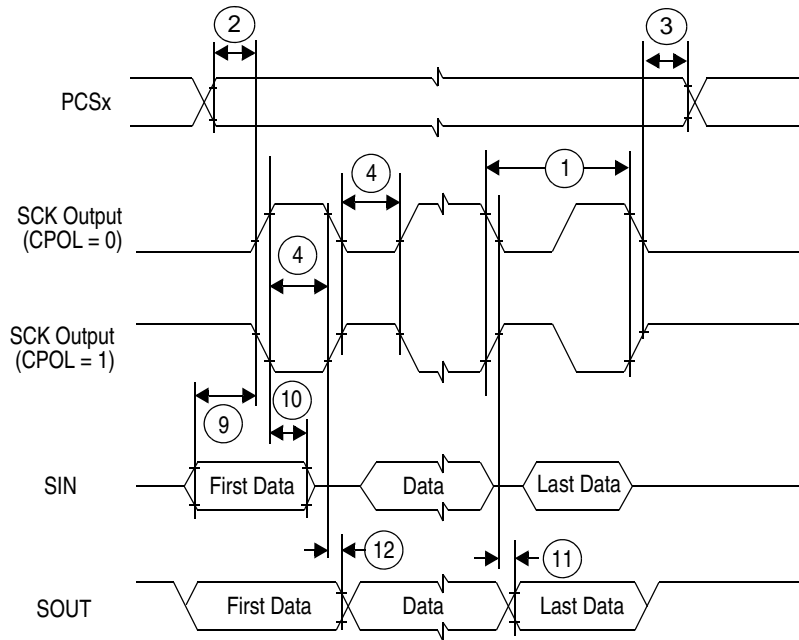 2
3
PCSx
4
1
SCK Output
(CPOL = 0)
4
SCK Output
(CPOL = 1)
9
10
SIN
First Data
Data
Last Data
12
11
SOUT
First Data
Data
Last Data